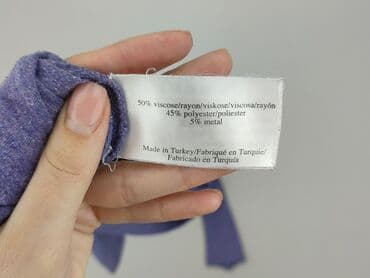 50% viscose/rayon/viskose/viscosa/rayón
45% polyester/poliester
5% metal
Made in Turkey/Fabriqué en Turquie/
Fabricado en Turquía